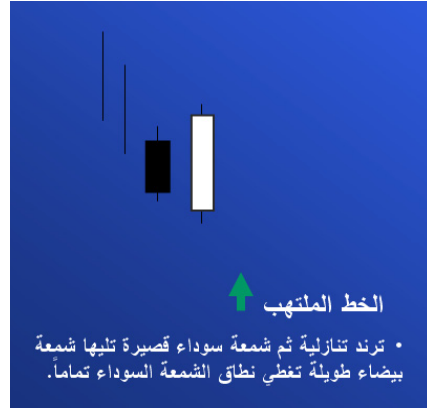 الخط الملتهب
• ترند تنازلية ثم شمعة سوداء قصيرة تليها شمعة
بيضاء طويلة تغطي نطاق الشمعة السوداء تماماً.